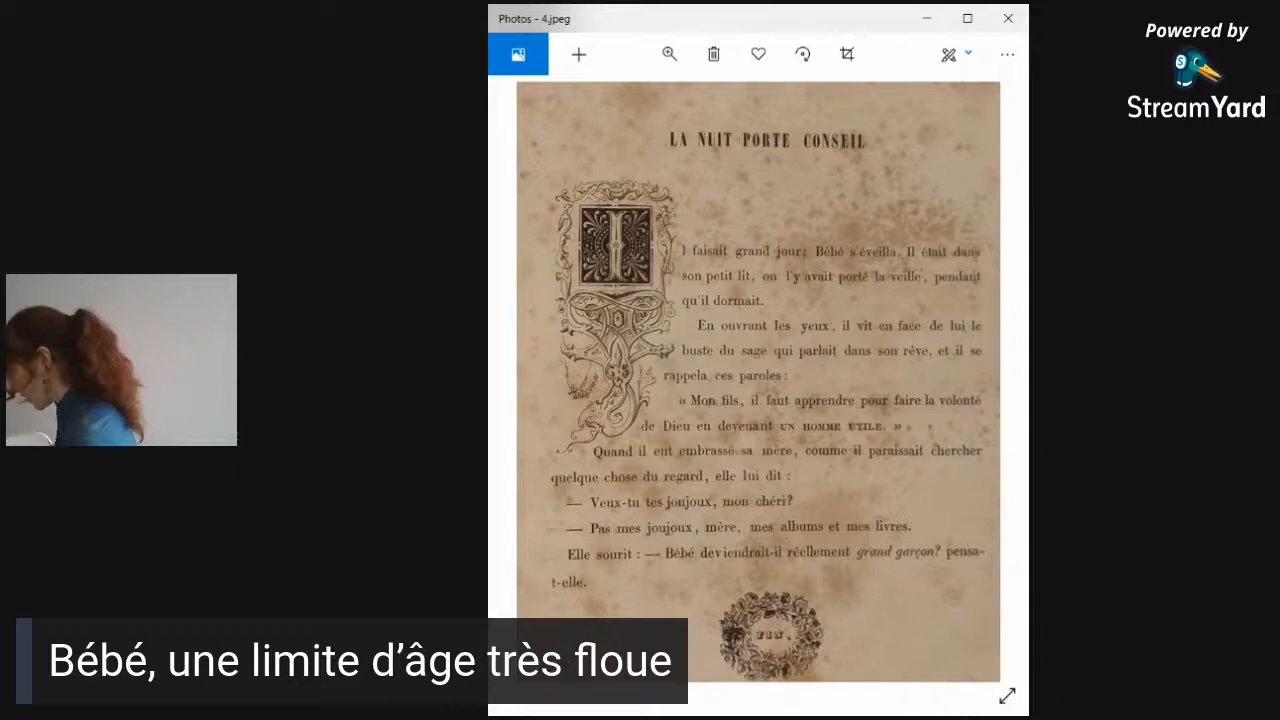 Photos - 4.jpeg
Powered by
StreamYard
LA NUIT PORTE CONSEIL
I
l faisait grand jour; Bébé s'éveilla. Il était dans
son petit lit, on l'y avait porté la veille, pendant
qu'il dormait.
En ouvrant les yeux, il vit en face de lui le
buste du sage qui parlait dans son rêve, et il se
rappela ces paroles:
« Mon fils, il faut apprendre pour faire la volonté
de Dieu en devenant UN HOMME UTILE. »
Quand il eut embrassé sa mère, comme il paraissait chercher
quelque chose du regard, elle lui dit :
— Veux-tu tes joujoux, mon chéri?
— Pas mes joujoux, mère, mes albums et mes livres.
Elle sourit : — Bébé deviendrait-il réellement grand garçon? pensa-
t-elle.
FIN.
Bébé, une limite d'âge très floue